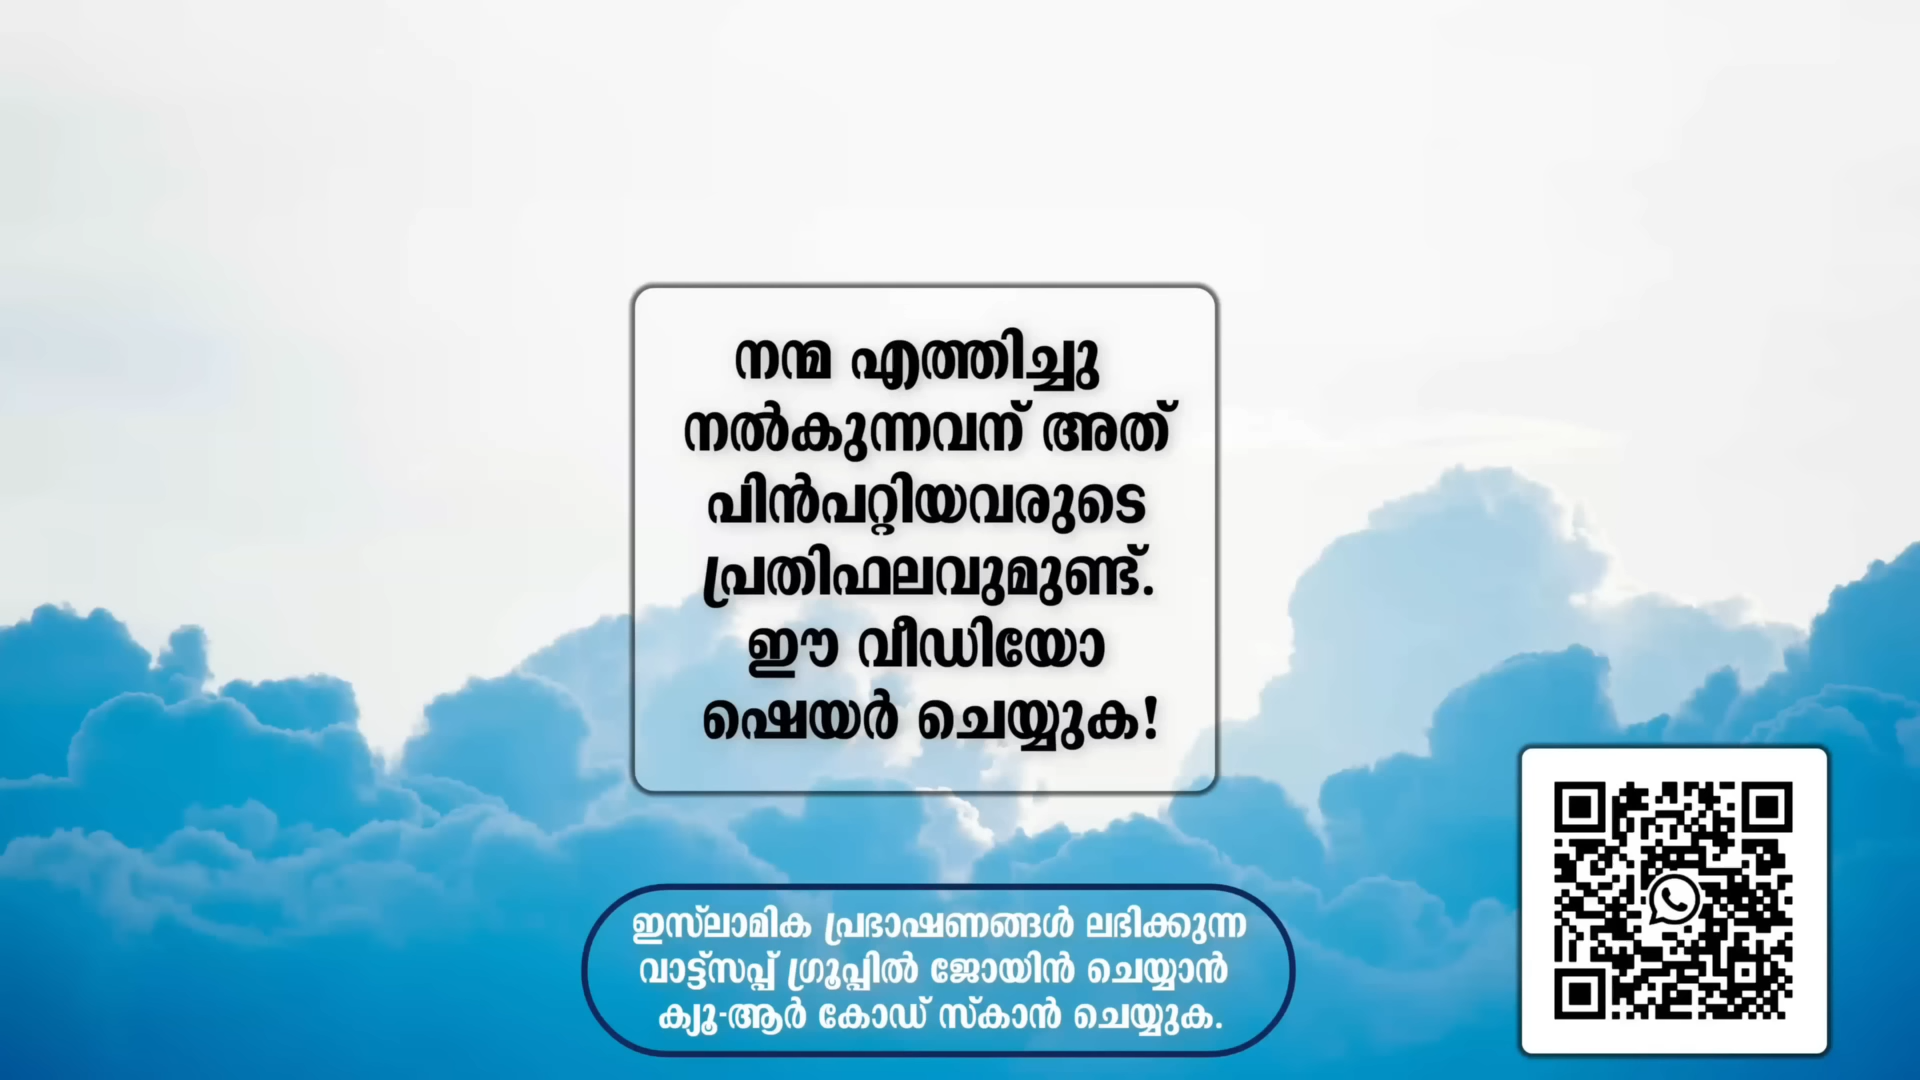 നന്മ എത്തിച്ചു
നൽകുന്നവന് അത്
പിൻപറ്റിയവരുടെ
പ്രതിഫലവുമുണ്ട്.
ഈ വീഡിയോ
ഷെയർ ചെയ്യുക!
ഇസ്‌ലാമിക പ്രഭാഷണങ്ങൾ ലഭിക്കുന്ന
വാട്ട്സപ്പ് ഗ്രൂപ്പിൽ ജോയിൻ ചെയ്യാൻ
ക്യൂ-ആർ കോഡ് സ്കാൻ ചെയ്യുക.